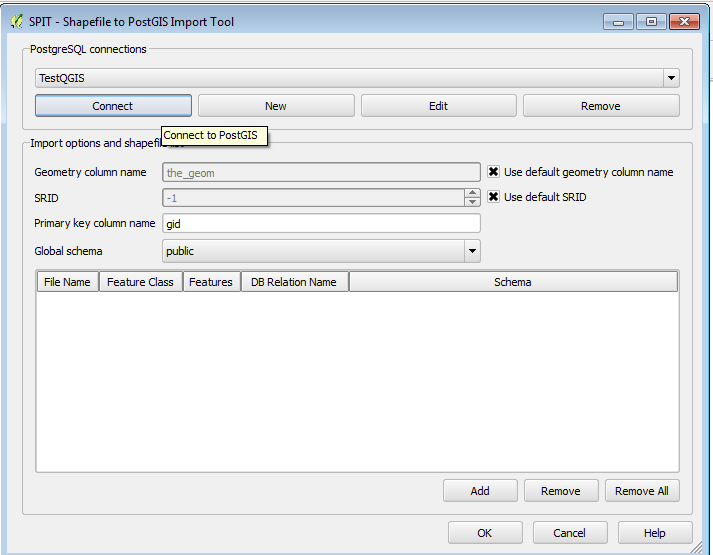 SPIT - Shapefile to PostGIS Import Tool
PostgreSQL connections
TestQGIS
Connect New Edit Remove
Connect to PostGIS
Import options and shapefile list
Geometry column name the_geom Use default geometry column name
SRID -1 Use default SRID
Primary key column name gid
Global schema public
File Name Feature Class Features DB Relation Name Schema
Add Remove Remove All
OK Cancel Help